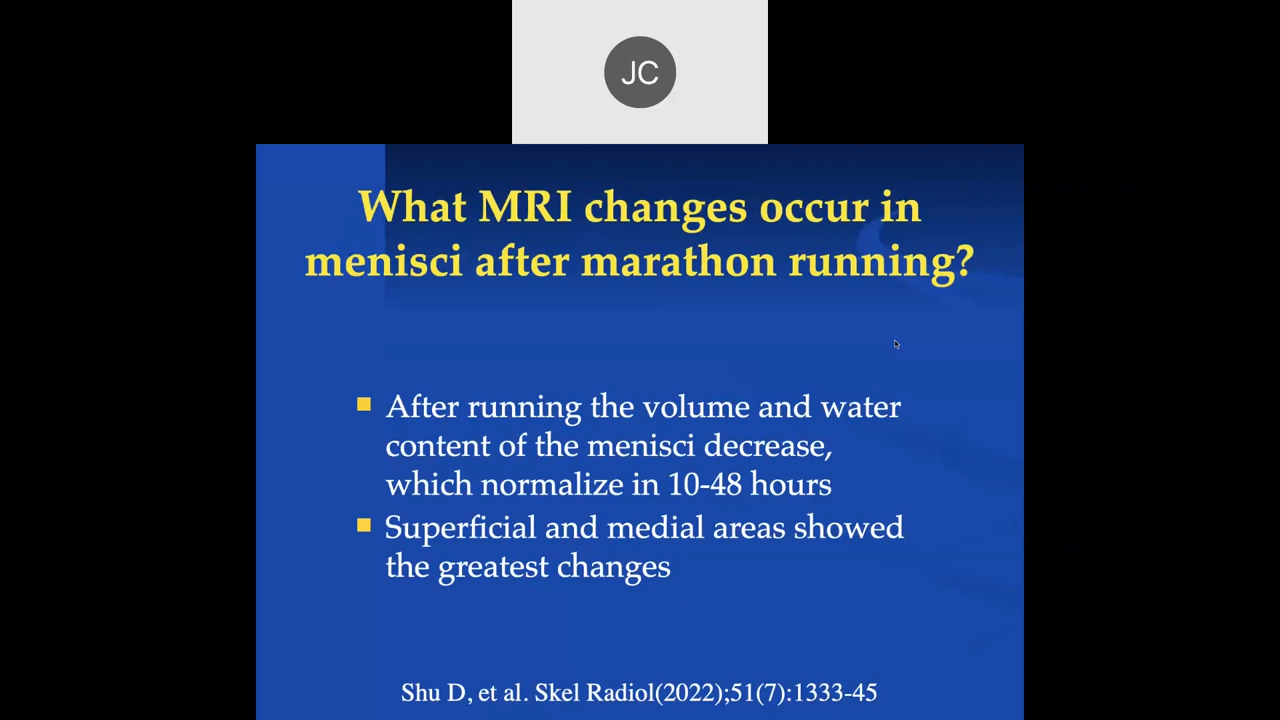 JC
What MRI changes occur in
menisci after marathon running?
After running the volume and water
content of the menisci decrease,
which normalize in 10-48 hours
Superficial and medial areas showed
the greatest changes
Shu D, et al. Skel Radiol(2022);51(7):1333-45